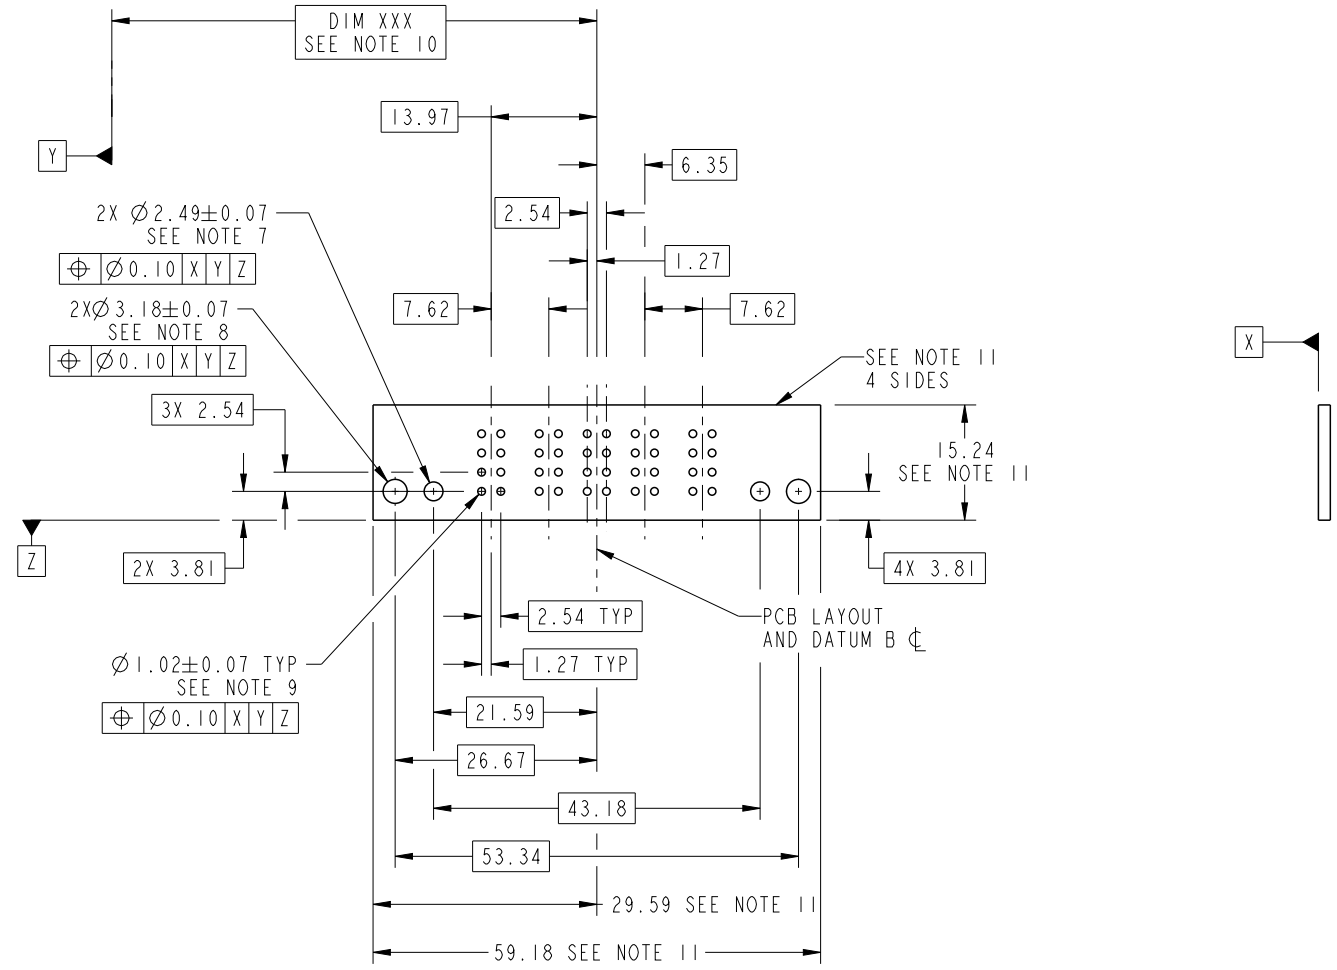 DIM XXX
SEE NOTE 10
13.97
Y
6.35
2X Ø2.49±0.07
SEE NOTE 7
2.54
⌖ Ø0.10 X Y Z
1.27
2XØ3.18±0.07
SEE NOTE 8
7.62
7.62
⌖ Ø0.10 X Y Z
X
SEE NOTE 11
4 SIDES
3X 2.54
15.24
SEE NOTE 11
Z
2X 3.81
4X 3.81
2.54 TYP
PCB LAYOUT
AND DATUM B ℄
Ø1.02±0.07 TYP
SEE NOTE 9
1.27 TYP
⌖ Ø0.10 X Y Z
21.59
26.67
43.18
53.34
29.59 SEE NOTE 11
59.18 SEE NOTE 11